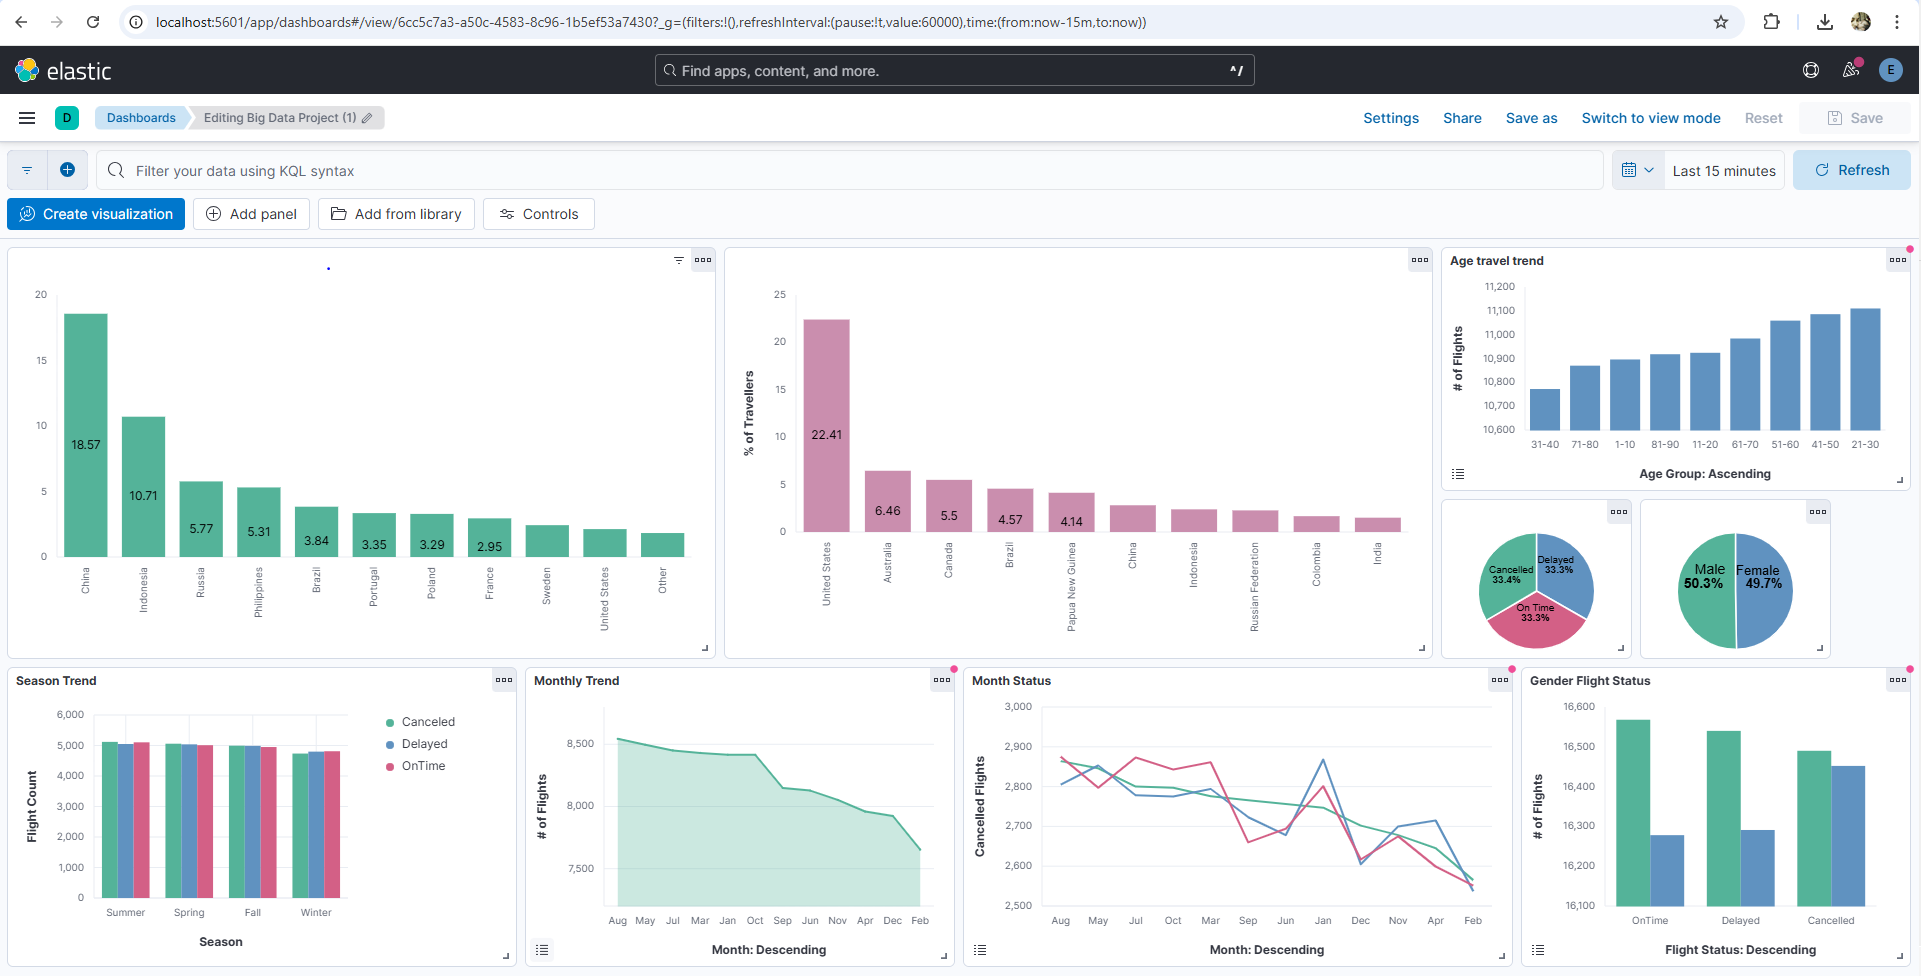 localhost:5601/app/dashboards#/view/6cc5c7a3-a50c-4583-8c96-1b5ef53a7430?_g=(filters:!(),refreshInterval:(pause:!t,value:60000),time:(from:now-15m,to:now))
elastic
Find apps, content, and more.
^/
E
D
Dashboards
Editing Big Data Project (1)
Settings
Share
Save as
Switch to view mode
Reset
Save
Filter your data using KQL syntax
Last 15 minutes
Refresh
Create visualization
Add panel
Add from library
Controls
20
15
10
5
0
18.57
10.71
5.77
5.31
3.84
3.35
3.29
2.95
China
Indonesia
Russia
Philippines
Brazil
Portugal
Poland
France
Sweden
United States
Other
% of Travellers
25
20
15
10
5
0
22.41
6.46
5.5
4.57
4.14
United States
Australia
Canada
Brazil
Papua New Guinea
China
Indonesia
Russian Federation
Colombia
India
Age travel trend
# of Flights
11,200
11,100
11,000
10,900
10,800
10,700
10,600
31-40 71-80 1-10 81-90 11-20 61-70 51-60 41-50 21-30
Age Group: Ascending
Cancelled
33.4%
Delayed
33.3%
On Time
33.3%
Male
50.3%
Female
49.7%
Season Trend
Flight Count
6,000
5,000
4,000
3,000
2,000
1,000
0
Summer Spring Fall Winter
Season
Canceled
Delayed
OnTime
Monthly Trend
# of Flights
8,500
8,000
7,500
Aug May Jul Mar Jan Oct Sep Jun Nov Apr Dec Feb
Month: Descending
Month Status
Cancelled Flights
3,000
2,900
2,800
2,700
2,600
2,500
Aug May Jul Oct Mar Sep Jun Jan Dec Nov Apr Feb
Month: Descending
Gender Flight Status
# of Flights
16,600
16,500
16,400
16,300
16,200
16,100
OnTime Delayed Cancelled
Flight Status: Descending